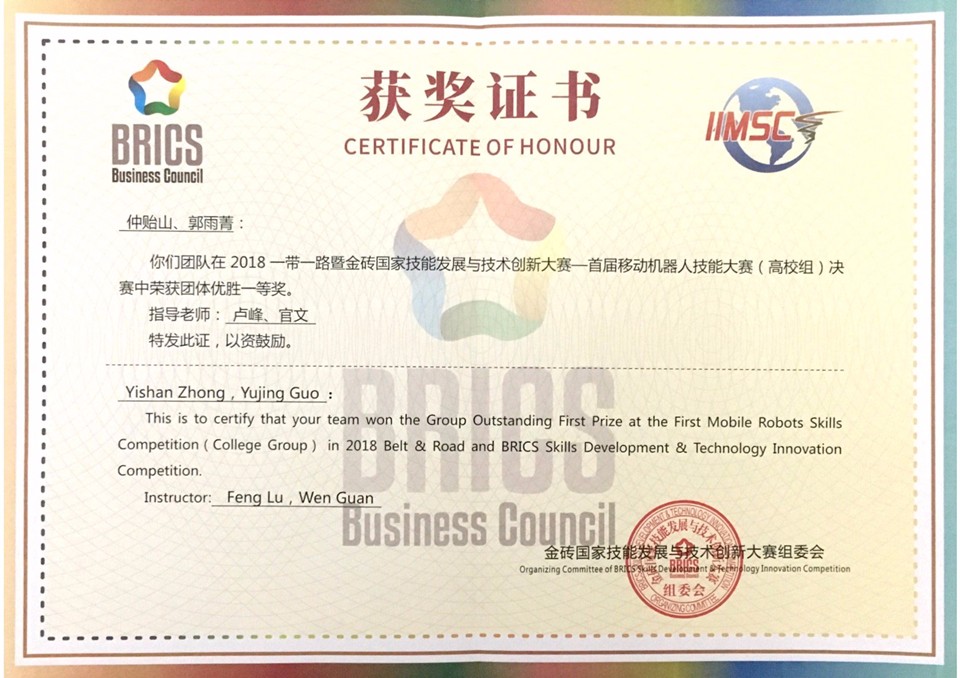 BRICS
Business Council
获奖证书
CERTIFICATE OF HONOUR
IIMSC
仲贻山、郭雨菁：
你们团队在 2018 一带一路暨金砖国家技能发展与技术创新大赛—首届移动机器人技能大赛（高校组）决
赛中荣获团体优胜一等奖。
指导老师： 卢峰、官文
特发此证，以资鼓励。
Yishan Zhong , Yujing Guo ：
This is to certify that your team won the Group Outstanding First Prize at the First Mobile Robots Skills
Competition ( College Group ) in 2018 Belt & Road and BRICS Skills Development & Technology Innovation
Competition.
Instructor: Feng Lu , Wen Guan
BRICS
Business Council
金砖国家技能发展与技术创新大赛组委会
Organizing Committee of BRICS Skills Development & Technology Innovation Competition
BRICS
组委会
ORGANIZING COMMITTEE